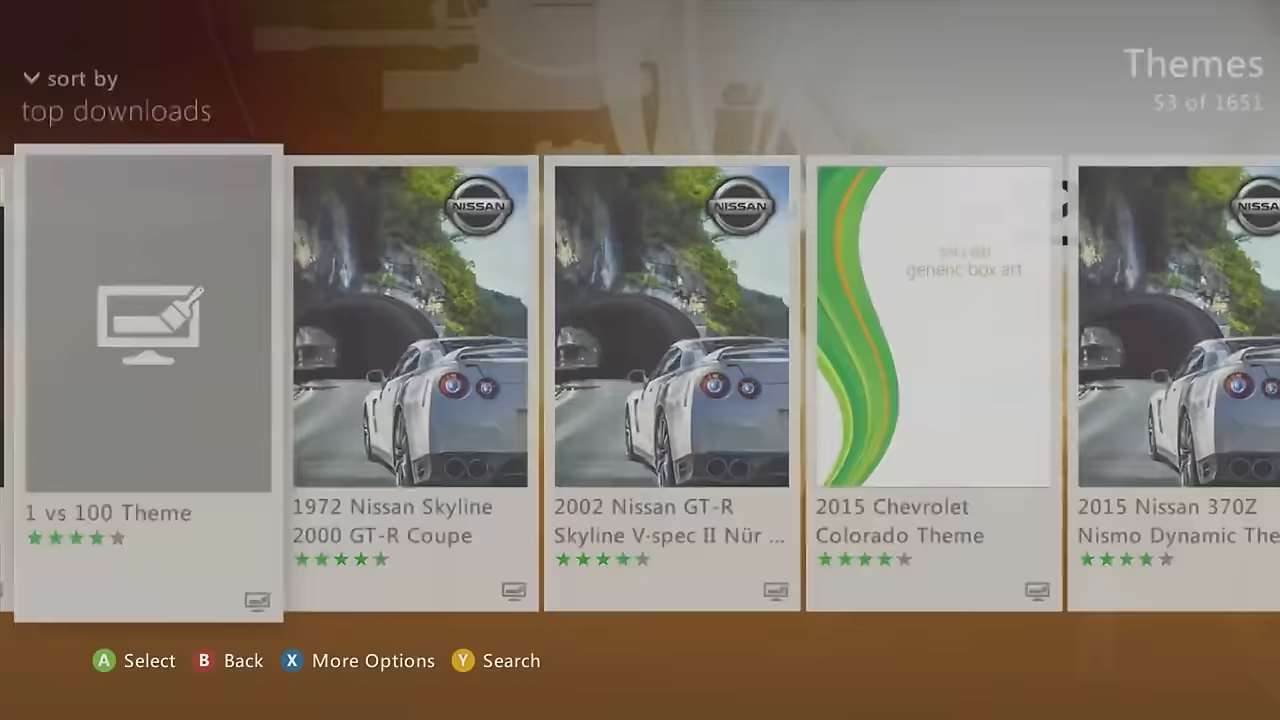 sort by
top downloads
Themes
53 of 1651
NISSAN
NISSAN
generic box art
NISSA
1 vs 100 Theme
1972 Nissan Skyline
2000 GT-R Coupe
2002 Nissan GT-R
Skyline V-spec II Nür ...
2015 Chevrolet
Colorado Theme
2015 Nissan 370Z
Nismo Dynamic The
A Select
B Back
X More Options
Y Search